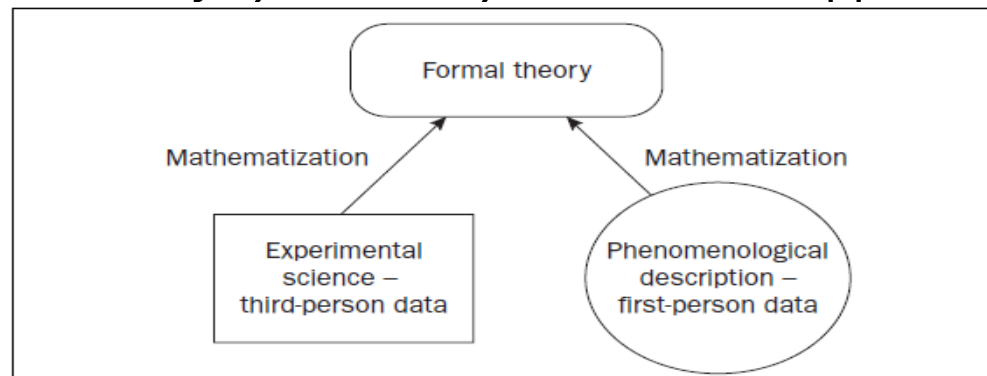 Formal theory
Mathematization
Mathematization
Experimental
science –
third-person data
Phenomenological
description –
first-person data